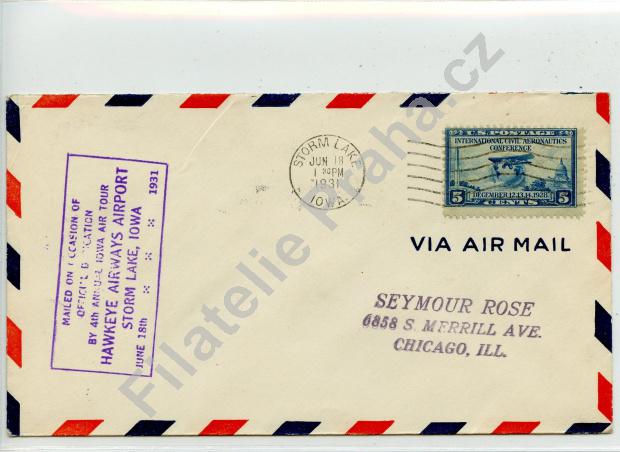 MAILED ON OCCASION OF
OFFICIAL
BY 4th ANNUAL IOWA AIR TOUR
HAWKEYE AIRWAYS AIRPORT
STORM LAKE, IOWA
JUNE 18th 1931
STORM LAKE
JUN 18
1 PM
1931
IOWA
U.S. POSTAGE
INTERNATIONAL CIVIL AERONAUTICS
CONFERENCE
5 DECEMBER 12.13.14.1928 5
CENTS
VIA AIR MAIL
SEYMOUR ROSE
6858 S. MERRILL AVE.
CHICAGO, ILL.
Filatelie Praha.cz